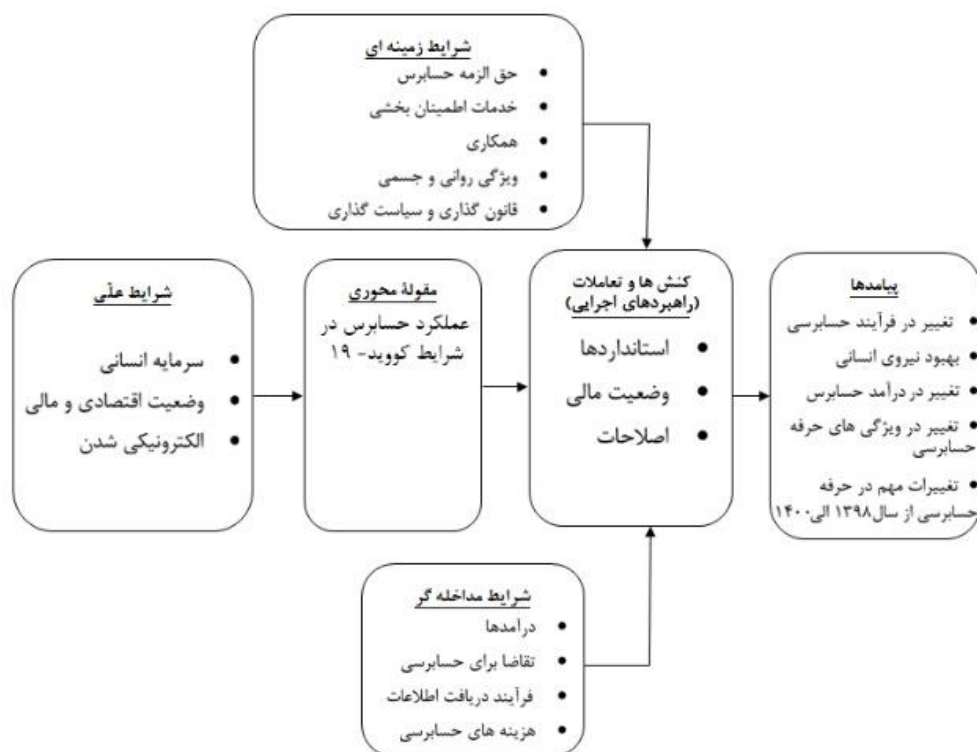 شرایط زمینه ای
حق الزمه حسابرس
خدمات اطمینان بخشی
همکاری
ویژگی روانی و جسمی
قانون گذاری و سیاست گذاری
شرایط علّی
سرمایه انسانی
وضعیت اقتصادی و مالی
الکترونیکی شدن
مقولۀ محوری
عملکرد حسابرس در
شرایط کووید- ۱۹
کنش ها و تعاملات
(راهبردهای اجرایی)
استانداردها
وضعیت مالی
اصلاحات
پیامدها
تغییر در فرآیند حسابرسی
بهبود نیروی انسانی
تغییر در درآمد حسابرس
تغییر در ویژگی های حرفه
حسابرسی
تغییرات مهم در حرفه
حسابرسی از سال۱۳۹۸ الی۱۴۰۰
شرایط مداخله گر
درآمدها
تقاضا برای حسابرسی
فرآیند دریافت اطلاعات
هزینه های حسابرسی